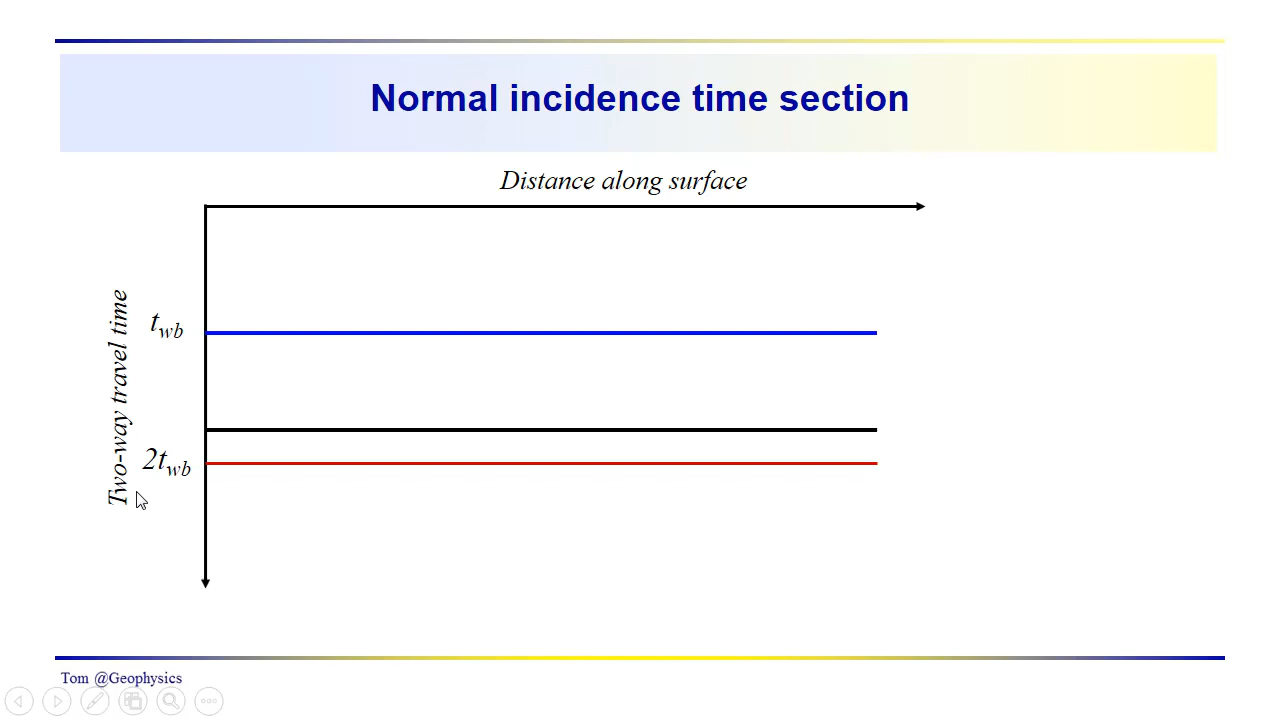 Normal incidence time section
Distance along surface
Two-way travel time
t_wb
2t_wb
Tom @Geophysics